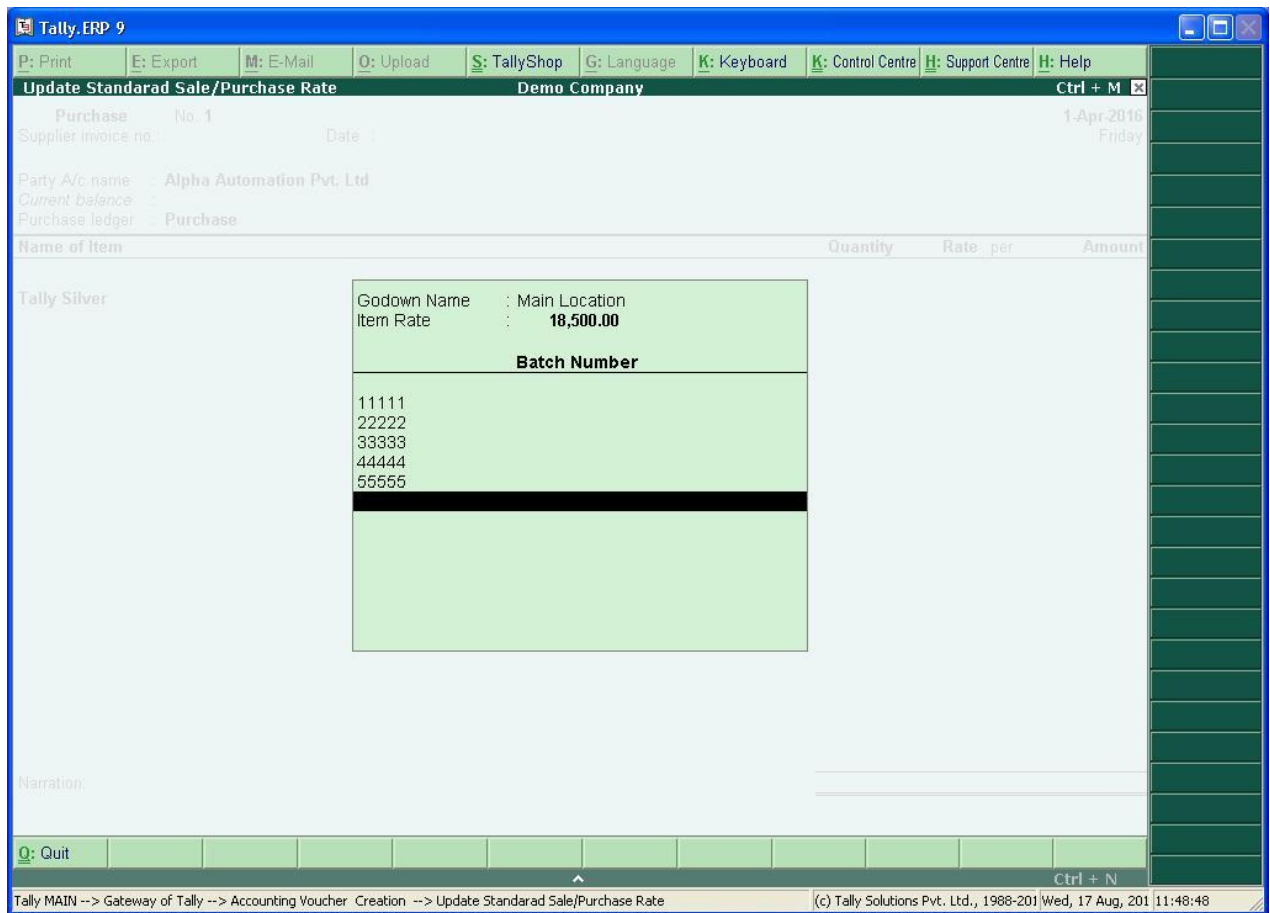 Tally.ERP 9
P: Print E: Export M: E-Mail O: Upload S: TallyShop G: Language K: Keyboard K: Control Centre H: Support Centre H: Help
Update Standarad Sale/Purchase Rate Demo Company Ctrl + M
Purchase No. 1 1-Apr-2016
Supplier invoice no.: Date : Friday
Party A/c name : Alpha Automation Pvt. Ltd
Current balance :
Purchase ledger : Purchase
Name of Item Quantity Rate per Amount
Tally Silver
Godown Name : Main Location
Item Rate : 18,500.00
Batch Number
11111
22222
33333
44444
55555
Narration:
Q: Quit
Ctrl + N
Tally MAIN --> Gateway of Tally --> Accounting Voucher Creation --> Update Standarad Sale/Purchase Rate (c) Tally Solutions Pvt. Ltd., 1988-201 Wed, 17 Aug, 201 11:48:48